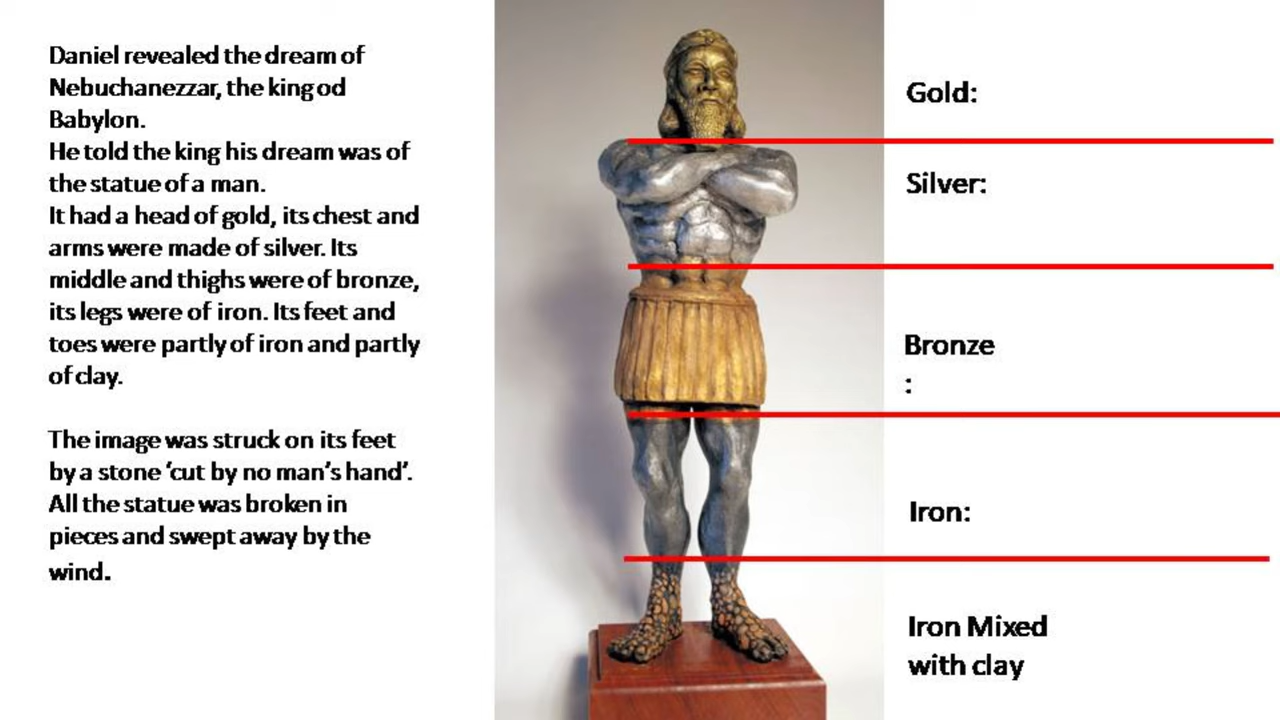 Daniel revealed the dream of
Nebuchanezzar, the king od
Babylon.
He told the king his dream was of
the statue of a man.
It had a head of gold, its chest and
arms were made of silver. Its
middle and thighs were of bronze,
its legs were of iron. Its feet and
toes were partly of iron and partly
of clay.
The image was struck on its feet
by a stone ‘cut by no man’s hand’.
All the statue was broken in
pieces and swept away by the
wind.
Gold:
Silver:
Bronze
:
Iron:
Iron Mixed
with clay